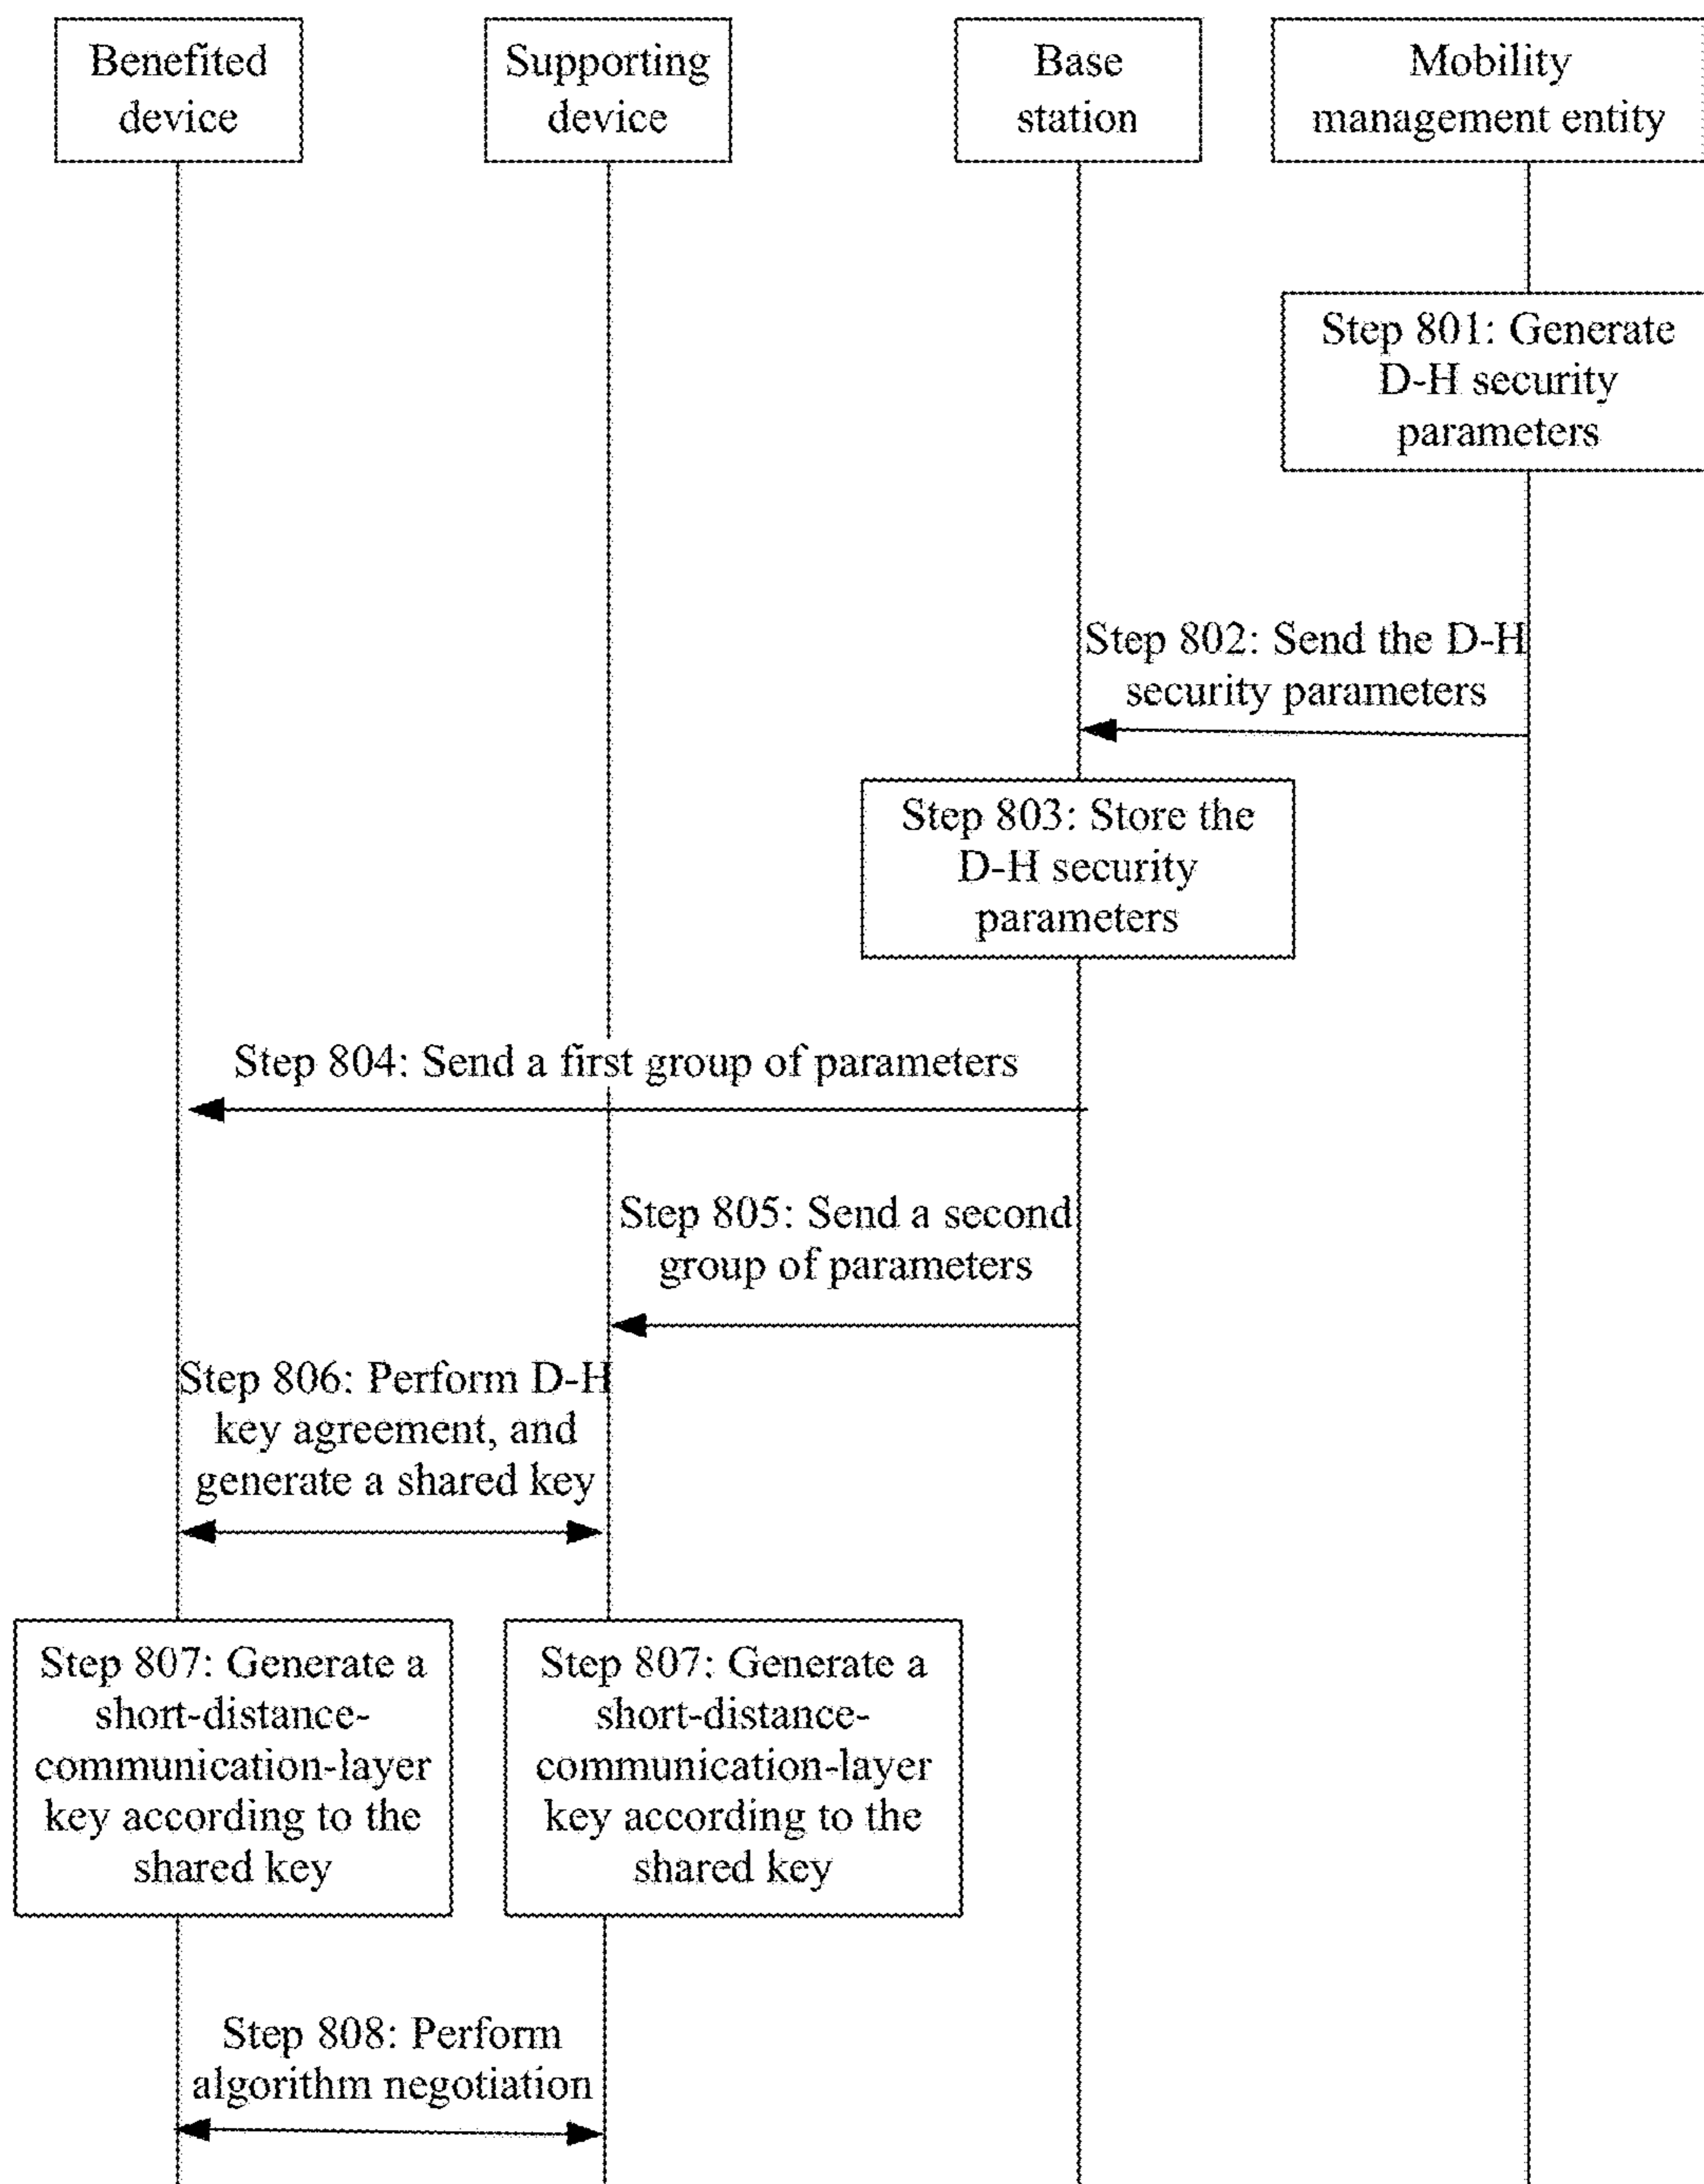 Benefited
device
Supporting
device
Base
station
Mobility
management entity
Step 801: Generate
D-H security
parameters
Step 802: Send the D-H
security parameters
Step 803: Store the
D-H security
parameters
Step 804: Send a first group of parameters
Step 805: Send a second
group of parameters
Step 806: Perform D-H
key agreement, and
generate a shared key
Step 807: Generate a
short-distance-
communication-layer
key according to the
shared key
Step 807: Generate a
short-distance-
communication-layer
key according to the
shared key
Step 808: Perform
algorithm negotiation